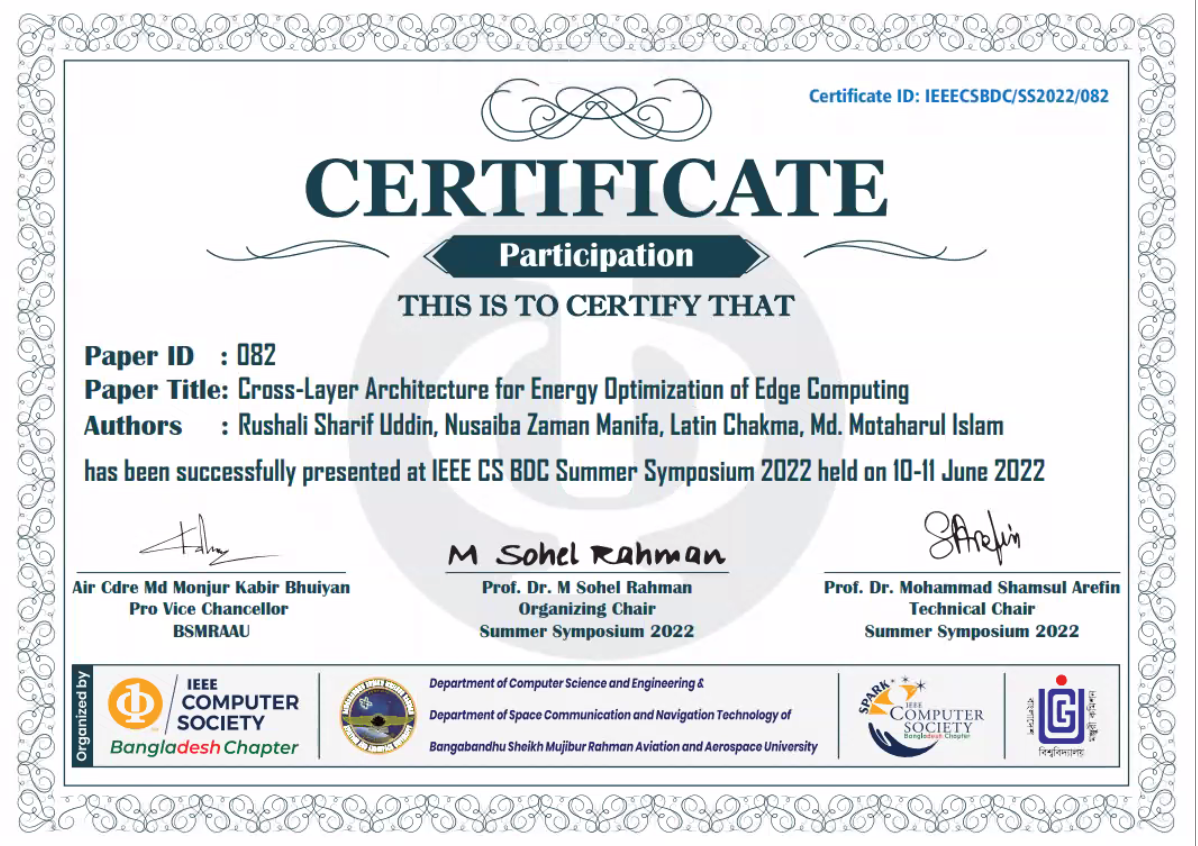 Certificate ID: IEEECSBDC/SS2022/082
CERTIFICATE
Participation
THIS IS TO CERTIFY THAT
Paper ID : 082
Paper Title: Cross-Layer Architecture for Energy Optimization of Edge Computing
Authors : Rushali Sharif Uddin, Nusaiba Zaman Manifa, Latin Chakma, Md. Motaharul Islam
has been successfully presented at IEEE CS BDC Summer Symposium 2022 held on 10-11 June 2022
M Sohel Rahman
SArefin
Air Cdre Md Monjur Kabir Bhuiyan
Pro Vice Chancellor
BSMRAAU
Prof. Dr. M Sohel Rahman
Organizing Chair
Summer Symposium 2022
Prof. Dr. Mohammad Shamsul Arefin
Technical Chair
Summer Symposium 2022
Organized by
IEEE
COMPUTER
SOCIETY
Bangladesh Chapter
Department of Computer Science and Engineering &
Department of Space Communication and Navigation Technology of
Bangabandhu Sheikh Mujibur Rahman Aviation and Aerospace University
SPARK
IEEE
COMPUTER
SOCIETY
Bangladesh Chapter
বিশ্ববিদ্যালয়
মঞ্জুরী কমিশন